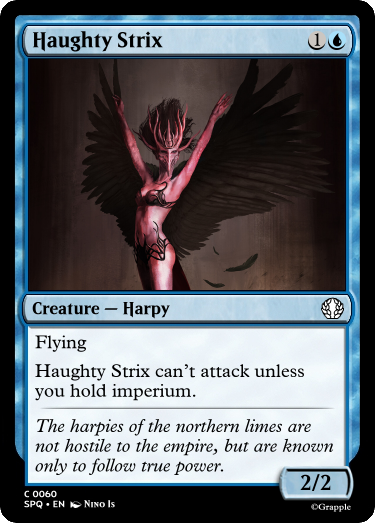 Haughty Strix 1
Creature — Harpy
Flying
Haughty Strix can't attack unless
you hold imperium.
The harpies of the northern limes are
not hostile to the empire, but are known
only to follow true power.
2/2
C 0060
SPQ • EN Nino Is
©Grapple